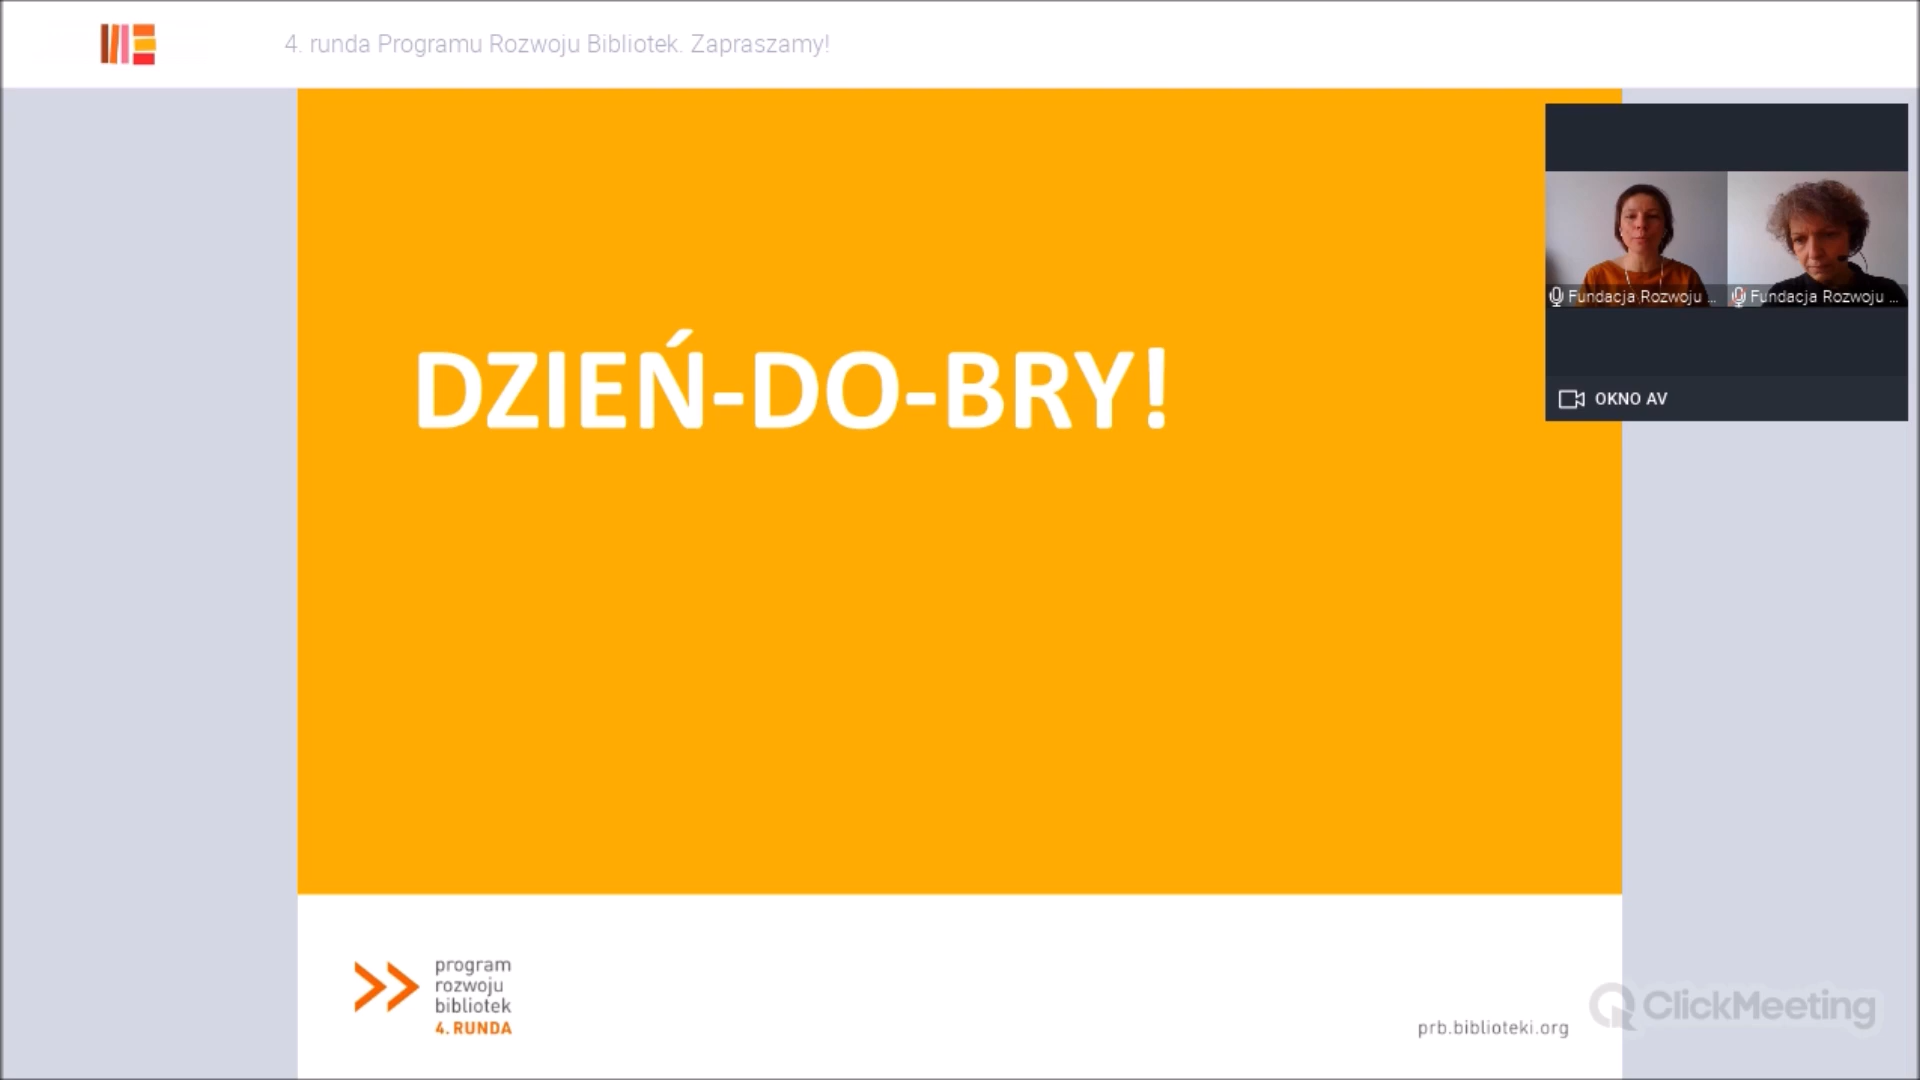 4. runda Programu Rozwoju Bibliotek. Zapraszamy!
DZIEŃ-DO-BRY!
Fundacja Rozwoju ...
Fundacja Rozwoju ...
OKNO AV
program
rozwoju
bibliotek
4. RUNDA
prb.biblioteki.org
ClickMeeting